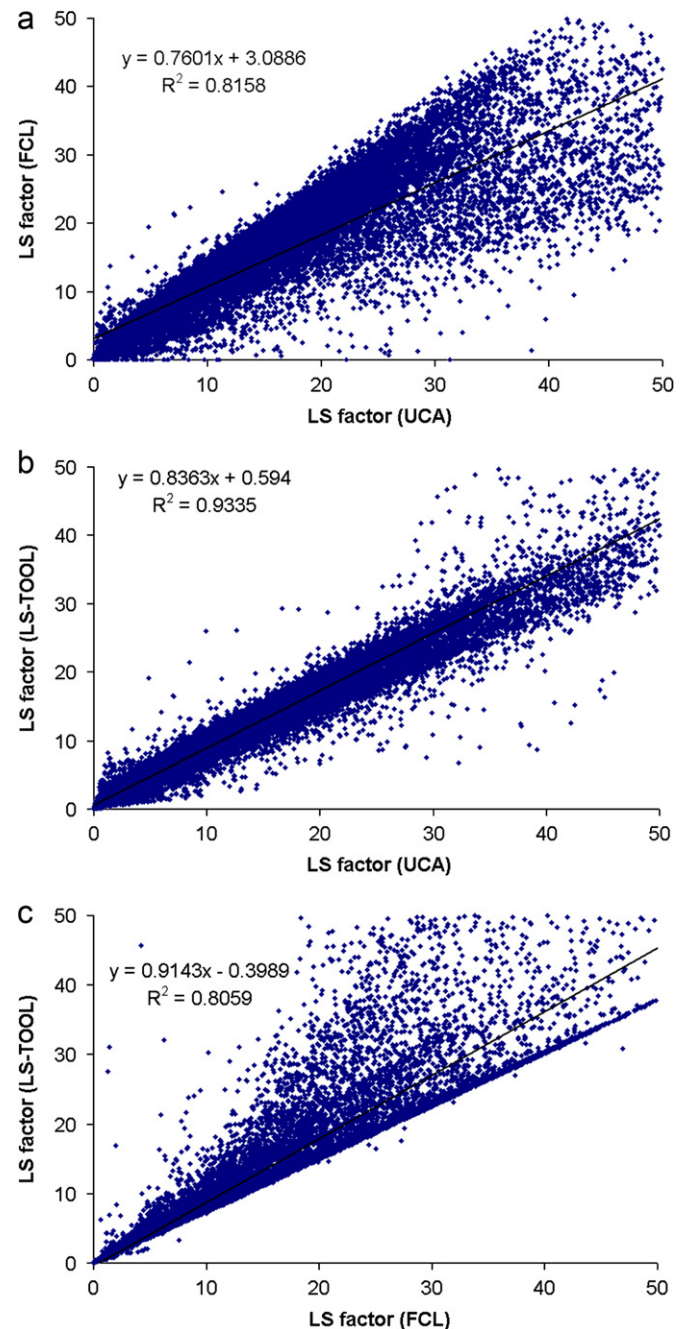 a
50
y = 0.7601x + 3.0886
R² = 0.8158
40
30
20
10
0
LS factor (FCL)
0 10 20 30 40 50
LS factor (UCA)
b
50
y = 0.8363x + 0.594
R² = 0.9335
40
30
20
10
0
LS factor (LS-TOOL)
0 10 20 30 40 50
LS factor (UCA)
c
50
y = 0.9143x - 0.3989
R² = 0.8059
40
30
20
10
0
LS factor (LS-TOOL)
0 10 20 30 40 50
LS factor (FCL)